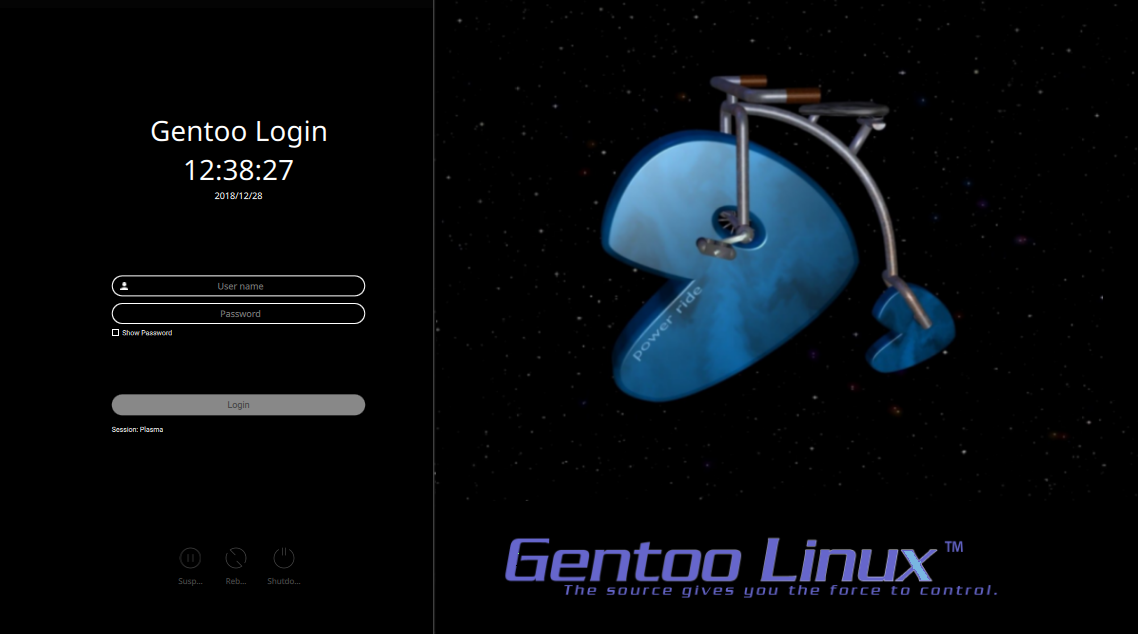 Gentoo Login
12:38:27
2018/12/28
User name
Password
Show Password
Login
Session: Plasma
Susp... Reb... Shutdo...
power ride
Gentoo Linux™
The source gives you the force to control.